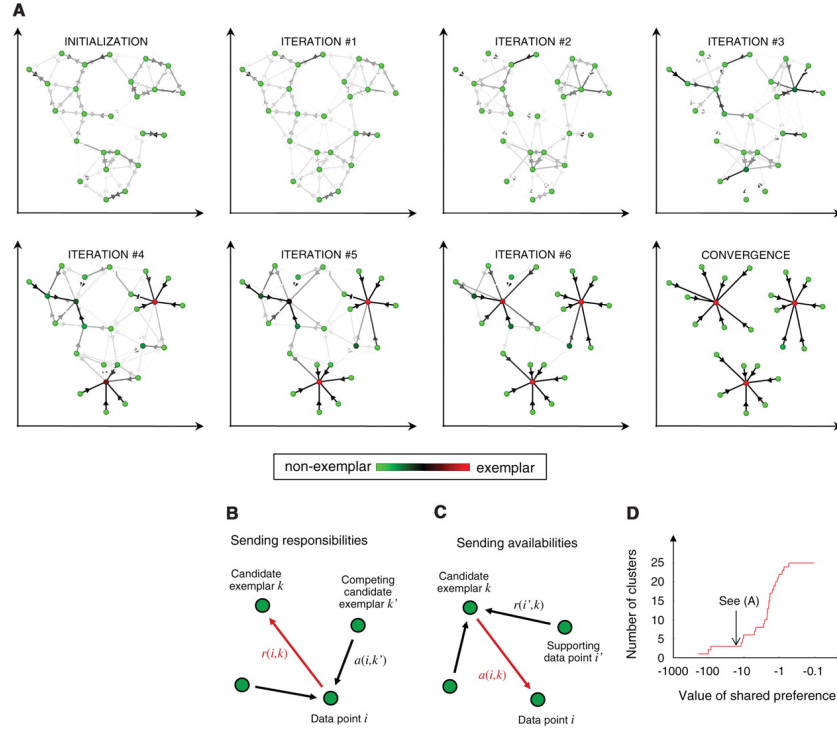 A
INITIALIZATION
ITERATION #1
ITERATION #2
ITERATION #3
ITERATION #4
ITERATION #5
ITERATION #6
CONVERGENCE
non-exemplar
exemplar
B
Sending responsibilities
Candidate
exemplar k
Competing
candidate
exemplar k'
r(i,k)
a(i,k')
Data point i
C
Sending availabilities
Candidate
exemplar k
r(i',k)
Supporting
data point i'
a(i,k)
Data point i
D
Number of clusters
25
20
15
10
5
0
See (A)
-1000
-100
-10
-1
-0.1
Value of shared preference